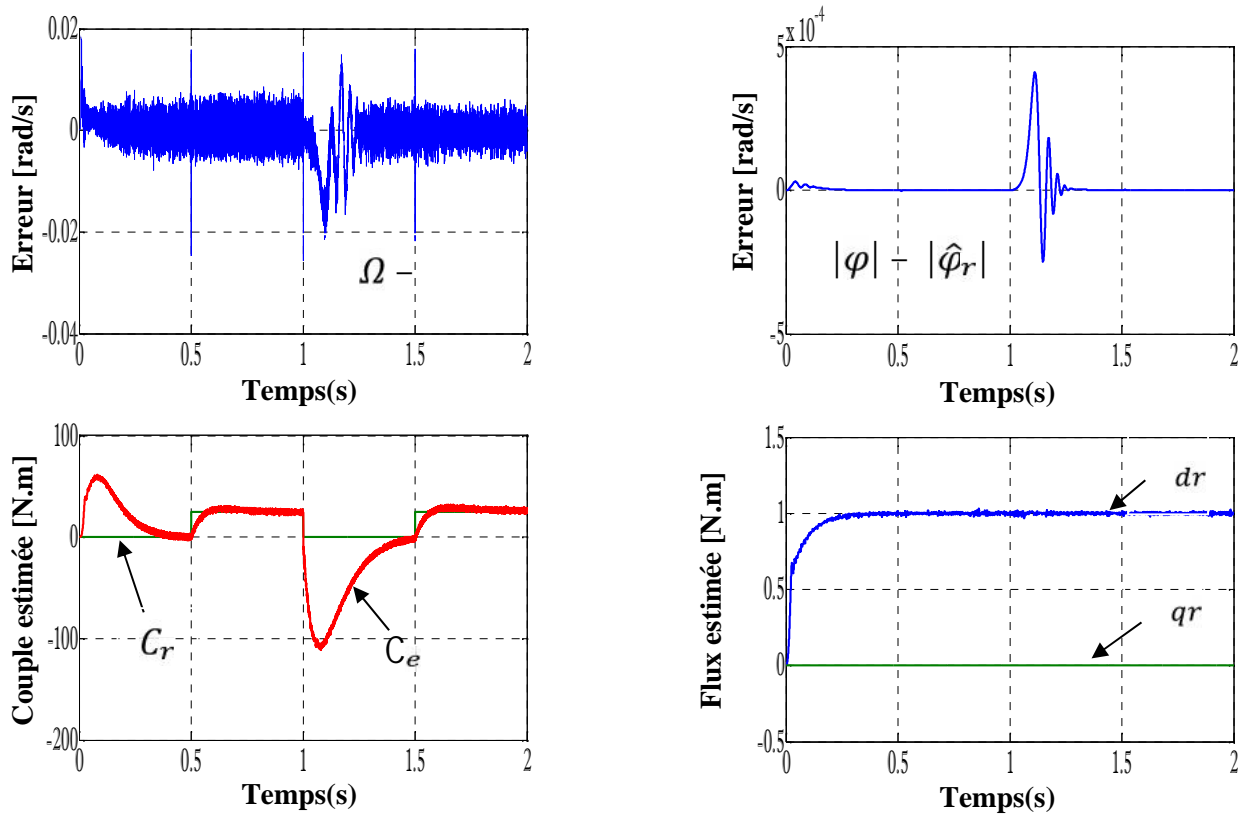 0.02
0
-0.02
-0.04
Erreur [rad/s]
Ω −
0 0.5 1 1.5 2
Temps(s)
5 x 10⁻⁴
0
-5
Erreur [rad/s]
|φ| − |φ̂r|
0 0.5 1 1.5 2
Temps(s)
100
0
-100
-200
Couple estimée [N.m]
Cr
Ce
0 0.5 1 1.5 2
Temps(s)
1.5
1
0.5
0
-0.5
Flux estimée [N.m]
dr
qr
0 0.5 1 1.5 2
Temps(s)